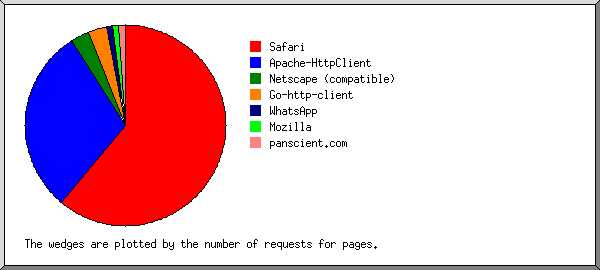 Safari
Apache-HttpClient
Netscape (compatible)
Go-http-client
WhatsApp
Mozilla
panscient.com
The wedges are plotted by the number of requests for pages.